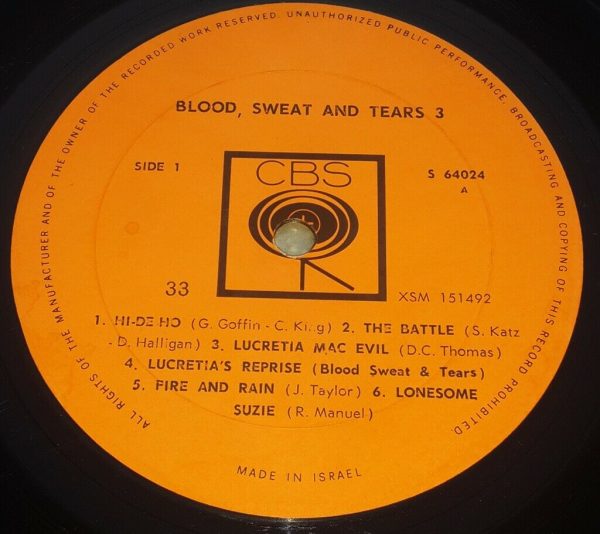 ALL RIGHTS OF THE MANUFACTURER AND OF THE OWNER OF THE RECORDED WORK RESERVED. UNAUTHORIZED PUBLIC PERFORMANCE, BROADCASTING AND COPYING OF THIS RECORD PROHIBITED.
BLOOD, SWEAT AND TEARS 3
SIDE 1
CBS
S 64024
A
33
XSM 151492
1. HI-DE HO (G. Goffin - C. King) 2. THE BATTLE (S. Katz
- D. Halligan) 3. LUCRETIA MAC EVIL (D.C. Thomas)
4. LUCRETIA'S REPRISE (Blood Sweat & Tears)
5. FIRE AND RAIN (J. Taylor) 6. LONESOME
SUZIE (R. Manuel)
MADE IN ISRAEL